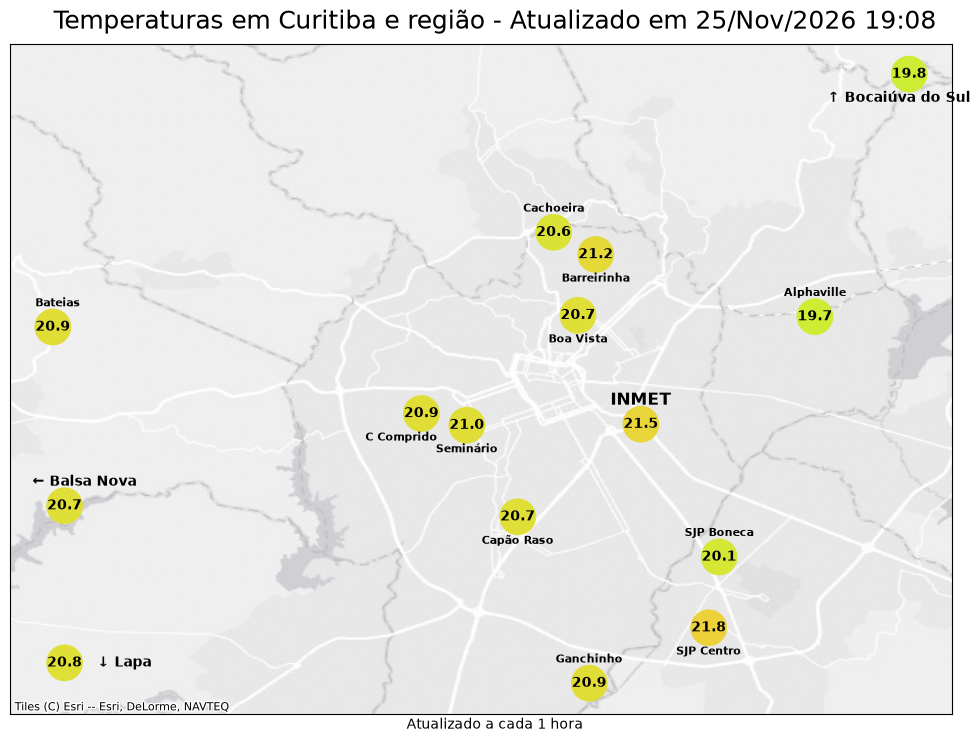 Temperaturas em Curitiba e região - Atualizado em 25/Nov/2026 19:08
19.8
↑ Bocaiúva do Sul
Cachoeira
20.6
21.2
Barreirinha
Alphaville
19.7
Bateias
20.9
20.7
Boa Vista
INMET
21.5
20.9
C Comprido
21.0
Seminário
← Balsa Nova
20.7
20.7
Capão Raso
SJP Boneca
20.1
21.8
SJP Centro
20.8 ↓ Lapa
Ganchinho
20.9
Tiles (C) Esri -- Esri, DeLorme, NAVTEQ
Atualizado a cada 1 hora